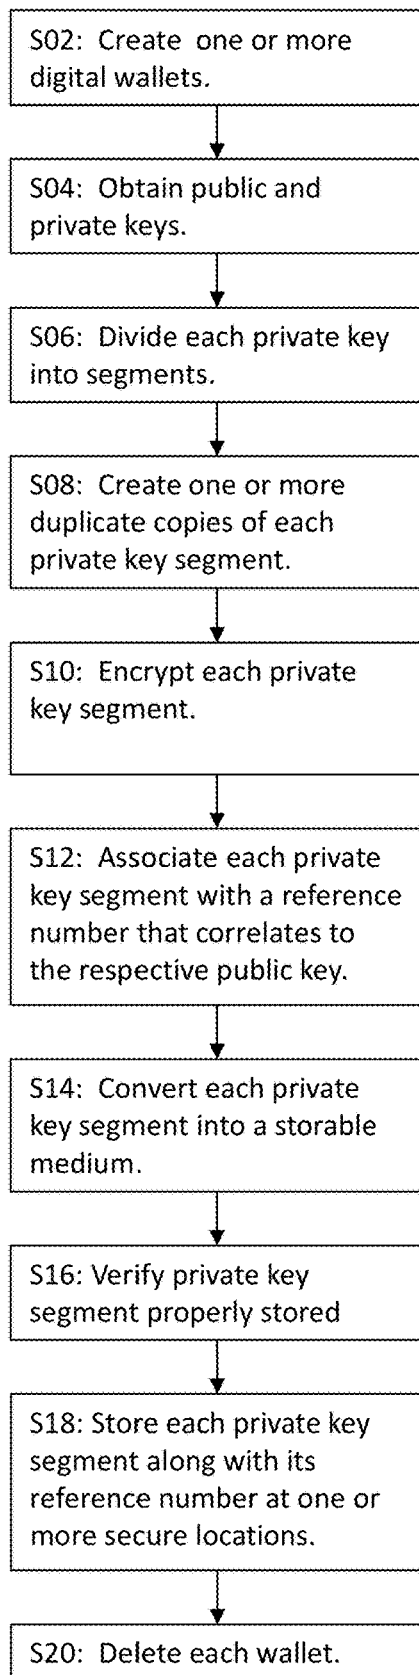 S02: Create one or more
digital wallets.
S04: Obtain public and
private keys.
S06: Divide each private key
into segments.
S08: Create one or more
duplicate copies of each
private key segment.
S10: Encrypt each private
key segment.
S12: Associate each private
key segment with a reference
number that correlates to
the respective public key.
S14: Convert each private
key segment into a storable
medium.
S16: Verify private key
segment properly stored
S18: Store each private key
segment along with its
reference number at one or
more secure locations.
S20: Delete each wallet.